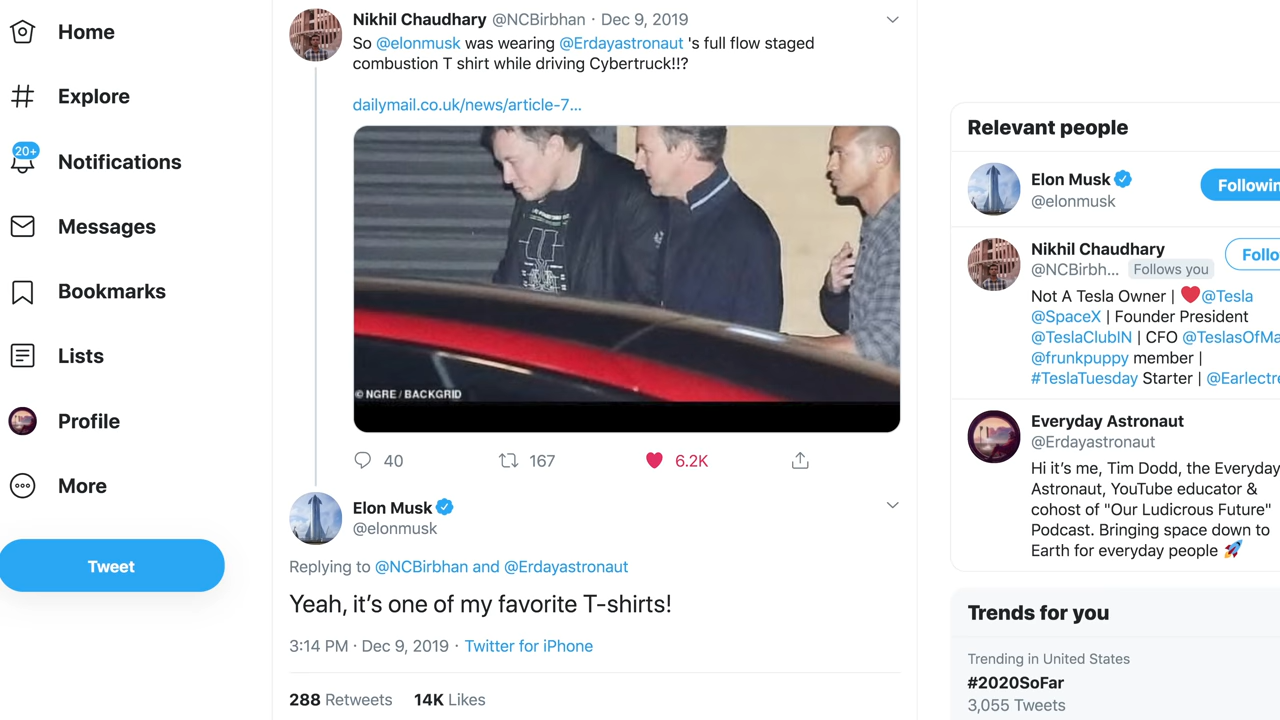 Home
Explore
20+
Notifications
Messages
Bookmarks
Lists
Profile
More
Tweet
Nikhil Chaudhary @NCBirbhan · Dec 9, 2019
So @elonmusk was wearing @Erdayastronaut 's full flow staged
combustion T shirt while driving Cybertruck!!?
dailymail.co.uk/news/article-7...
© NGRE / BACKGRID
40 167 6.2K
Elon Musk
@elonmusk
Replying to @NCBirbhan and @Erdayastronaut
Yeah, it’s one of my favorite T-shirts!
3:14 PM · Dec 9, 2019 · Twitter for iPhone
288 Retweets 14K Likes
Relevant people
Elon Musk
@elonmusk
Followin
Nikhil Chaudhary
@NCBirbh... Follows you
Follo
Not A Tesla Owner | ❤️@Tesla
@SpaceX | Founder President
@TeslaClubIN | CFO @TeslasOfMa
@frunkpuppy member |
#TeslaTuesday Starter | @Earlectre
Everyday Astronaut
@Erdayastronaut
Hi it’s me, Tim Dodd, the Everyday
Astronaut, YouTube educator &
cohost of "Our Ludicrous Future"
Podcast. Bringing space down to
Earth for everyday people 🚀
Trends for you
Trending in United States
#2020SoFar
3,055 Tweets